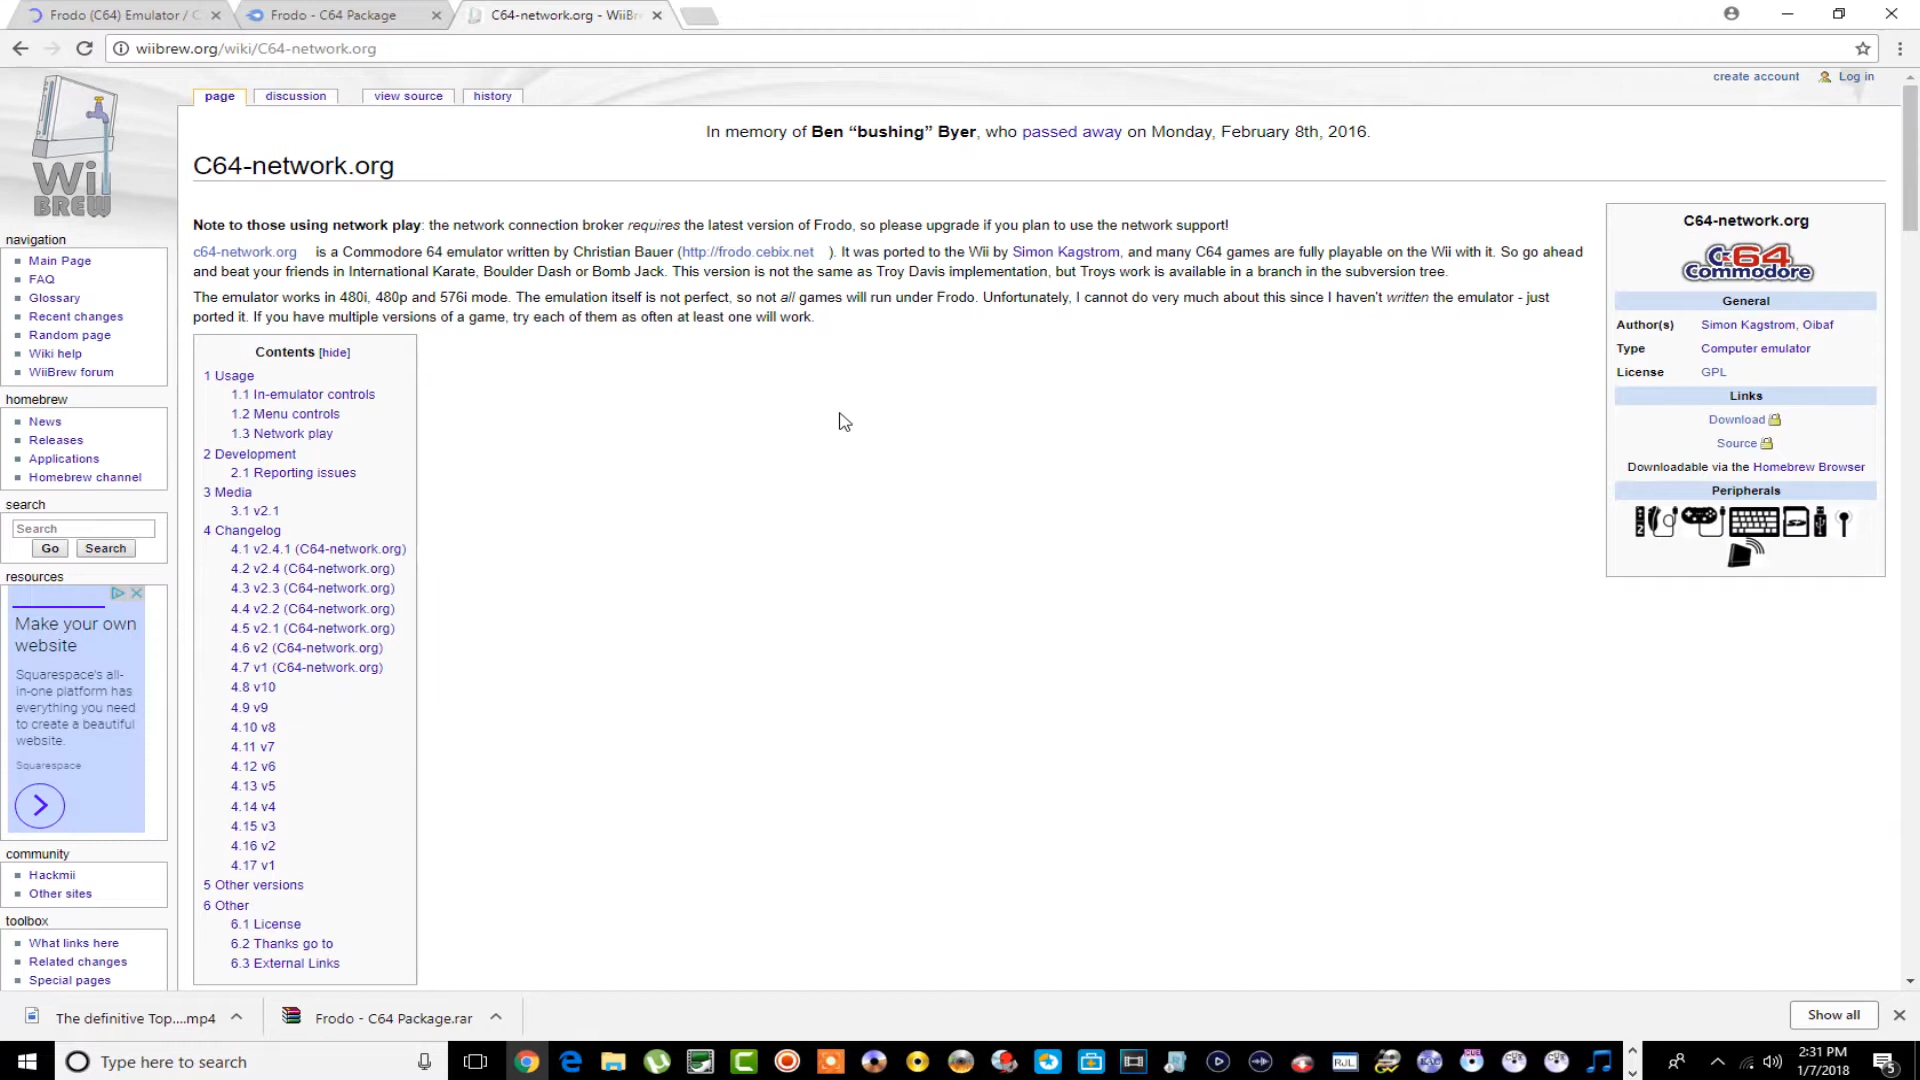 Frodo (C64) Emulator / C
Frodo - C64 Package
C64-network.org - WiiBr
wiibrew.org/wiki/C64-network.org
create account
Log in
page
discussion
view source
history
In memory of Ben “bushing” Byer, who passed away on Monday, February 8th, 2016.
C64-network.org
Note to those using network play: the network connection broker requires the latest version of Frodo, so please upgrade if you plan to use the network support!
c64-network.org is a Commodore 64 emulator written by Christian Bauer (http://frodo.cebix.net ). It was ported to the Wii by Simon Kagstrom, and many C64 games are fully playable on the Wii with it. So go ahead
and beat your friends in International Karate, Boulder Dash or Bomb Jack. This version is not the same as Troy Davis implementation, but Troys work is available in a branch in the subversion tree.
The emulator works in 480i, 480p and 576i mode. The emulation itself is not perfect, so not all games will run under Frodo. Unfortunately, I cannot do very much about this since I haven't written the emulator - just
ported it. If you have multiple versions of a game, try each of them as often at least one will work.
Contents [hide]
1 Usage
1.1 In-emulator controls
1.2 Menu controls
1.3 Network play
2 Development
2.1 Reporting issues
3 Media
3.1 v2.1
4 Changelog
4.1 v2.4.1 (C64-network.org)
4.2 v2.4 (C64-network.org)
4.3 v2.3 (C64-network.org)
4.4 v2.2 (C64-network.org)
4.5 v2.1 (C64-network.org)
4.6 v2 (C64-network.org)
4.7 v1 (C64-network.org)
4.8 v10
4.9 v9
4.10 v8
4.11 v7
4.12 v6
4.13 v5
4.14 v4
4.15 v3
4.16 v2
4.17 v1
5 Other versions
6 Other
6.1 License
6.2 Thanks go to
6.3 External Links
C64-network.org
C=64
Commodore
General
Author(s) Simon Kagstrom, Oibaf
Type Computer emulator
License GPL
Links
Download
Source
Downloadable via the Homebrew Browser
Peripherals
Wii
BREW
navigation
Main Page
FAQ
Glossary
Recent changes
Random page
Wiki help
WiiBrew forum
homebrew
News
Releases
Applications
Homebrew channel
search
Search
Go
Search
resources
Make your own
website
Squarespace's all-
in-one platform has
everything you need
to create a beautiful
website.
Squarespace
community
Hackmii
Other sites
toolbox
What links here
Related changes
Special pages
The definitive Top....mp4
Frodo - C64 Package.rar
Show all
Type here to search
RJL
2:31 PM
1/7/2018
5